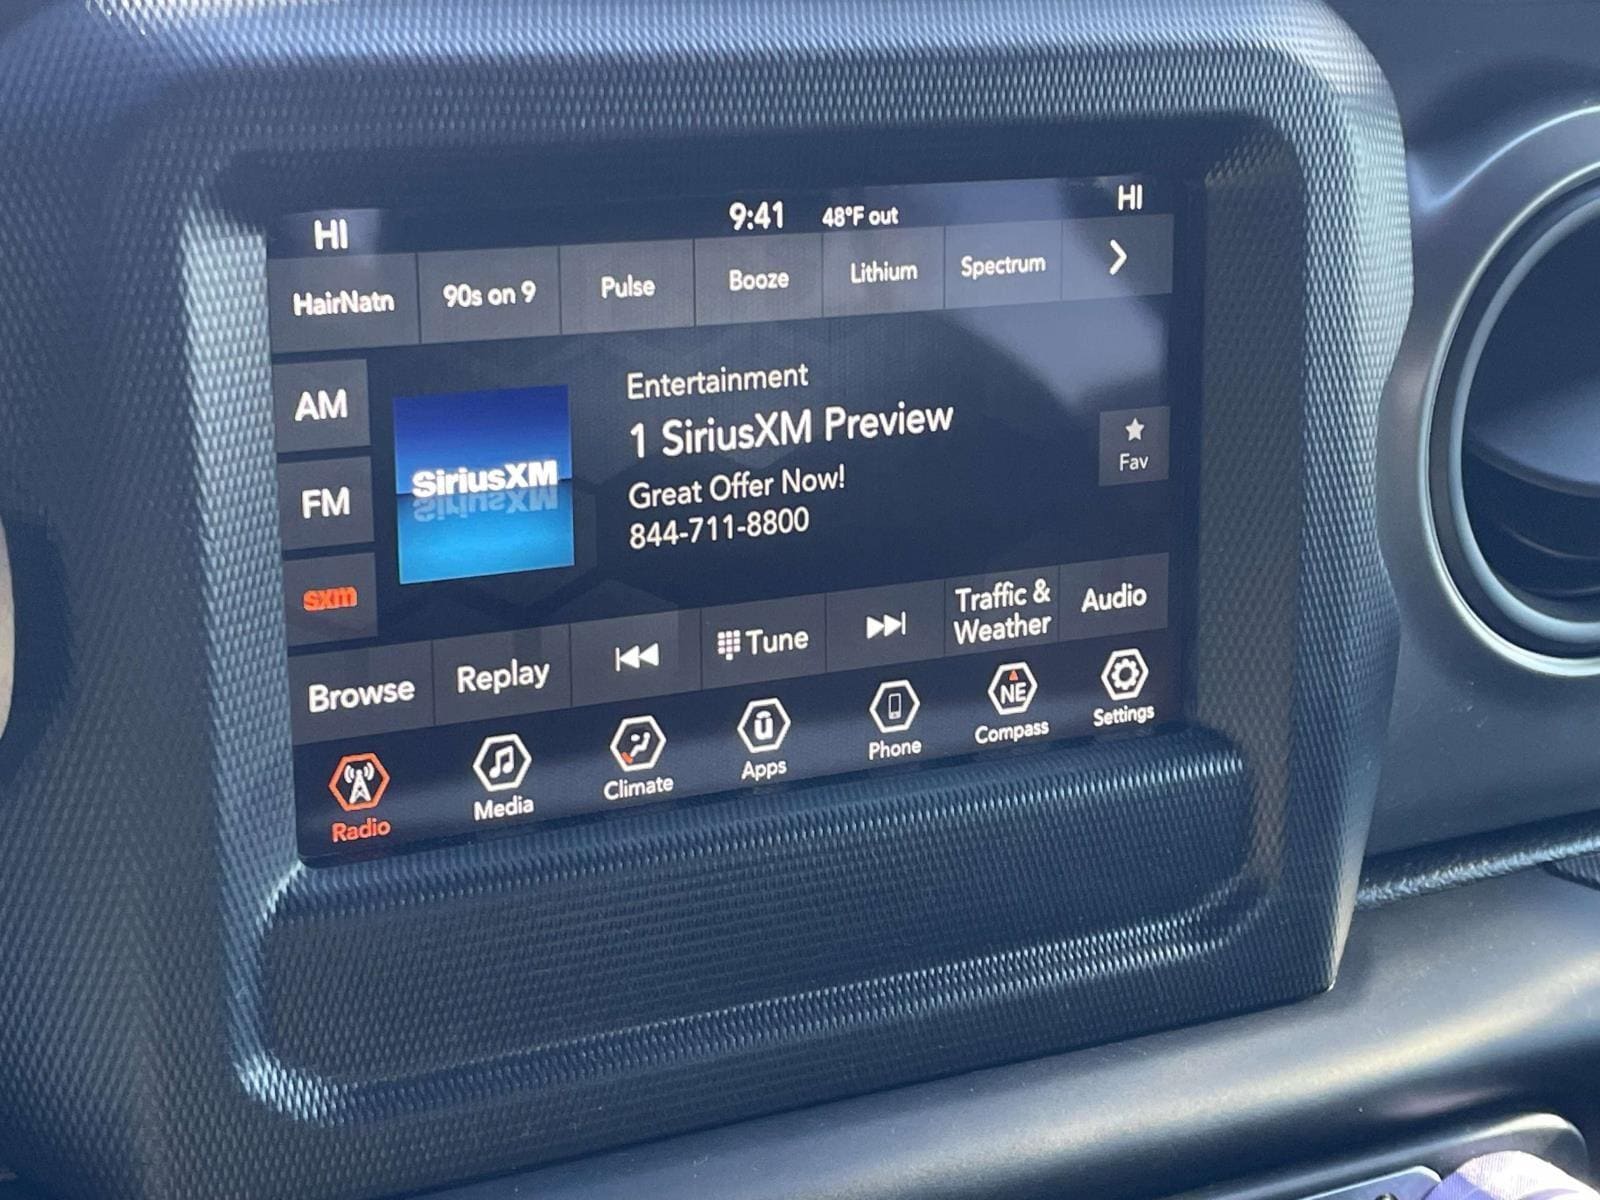 HI 9:41 48°F out HI
HairNatn 90s on 9 Pulse Booze Lithium Spectrum
AM
FM
sxm
SiriusXM
Entertainment
1 SiriusXM Preview
Great Offer Now!
844-711-8800
Fav
Browse Replay Tune Traffic & Weather Audio
Radio Media Climate Apps Phone NE Compass Settings